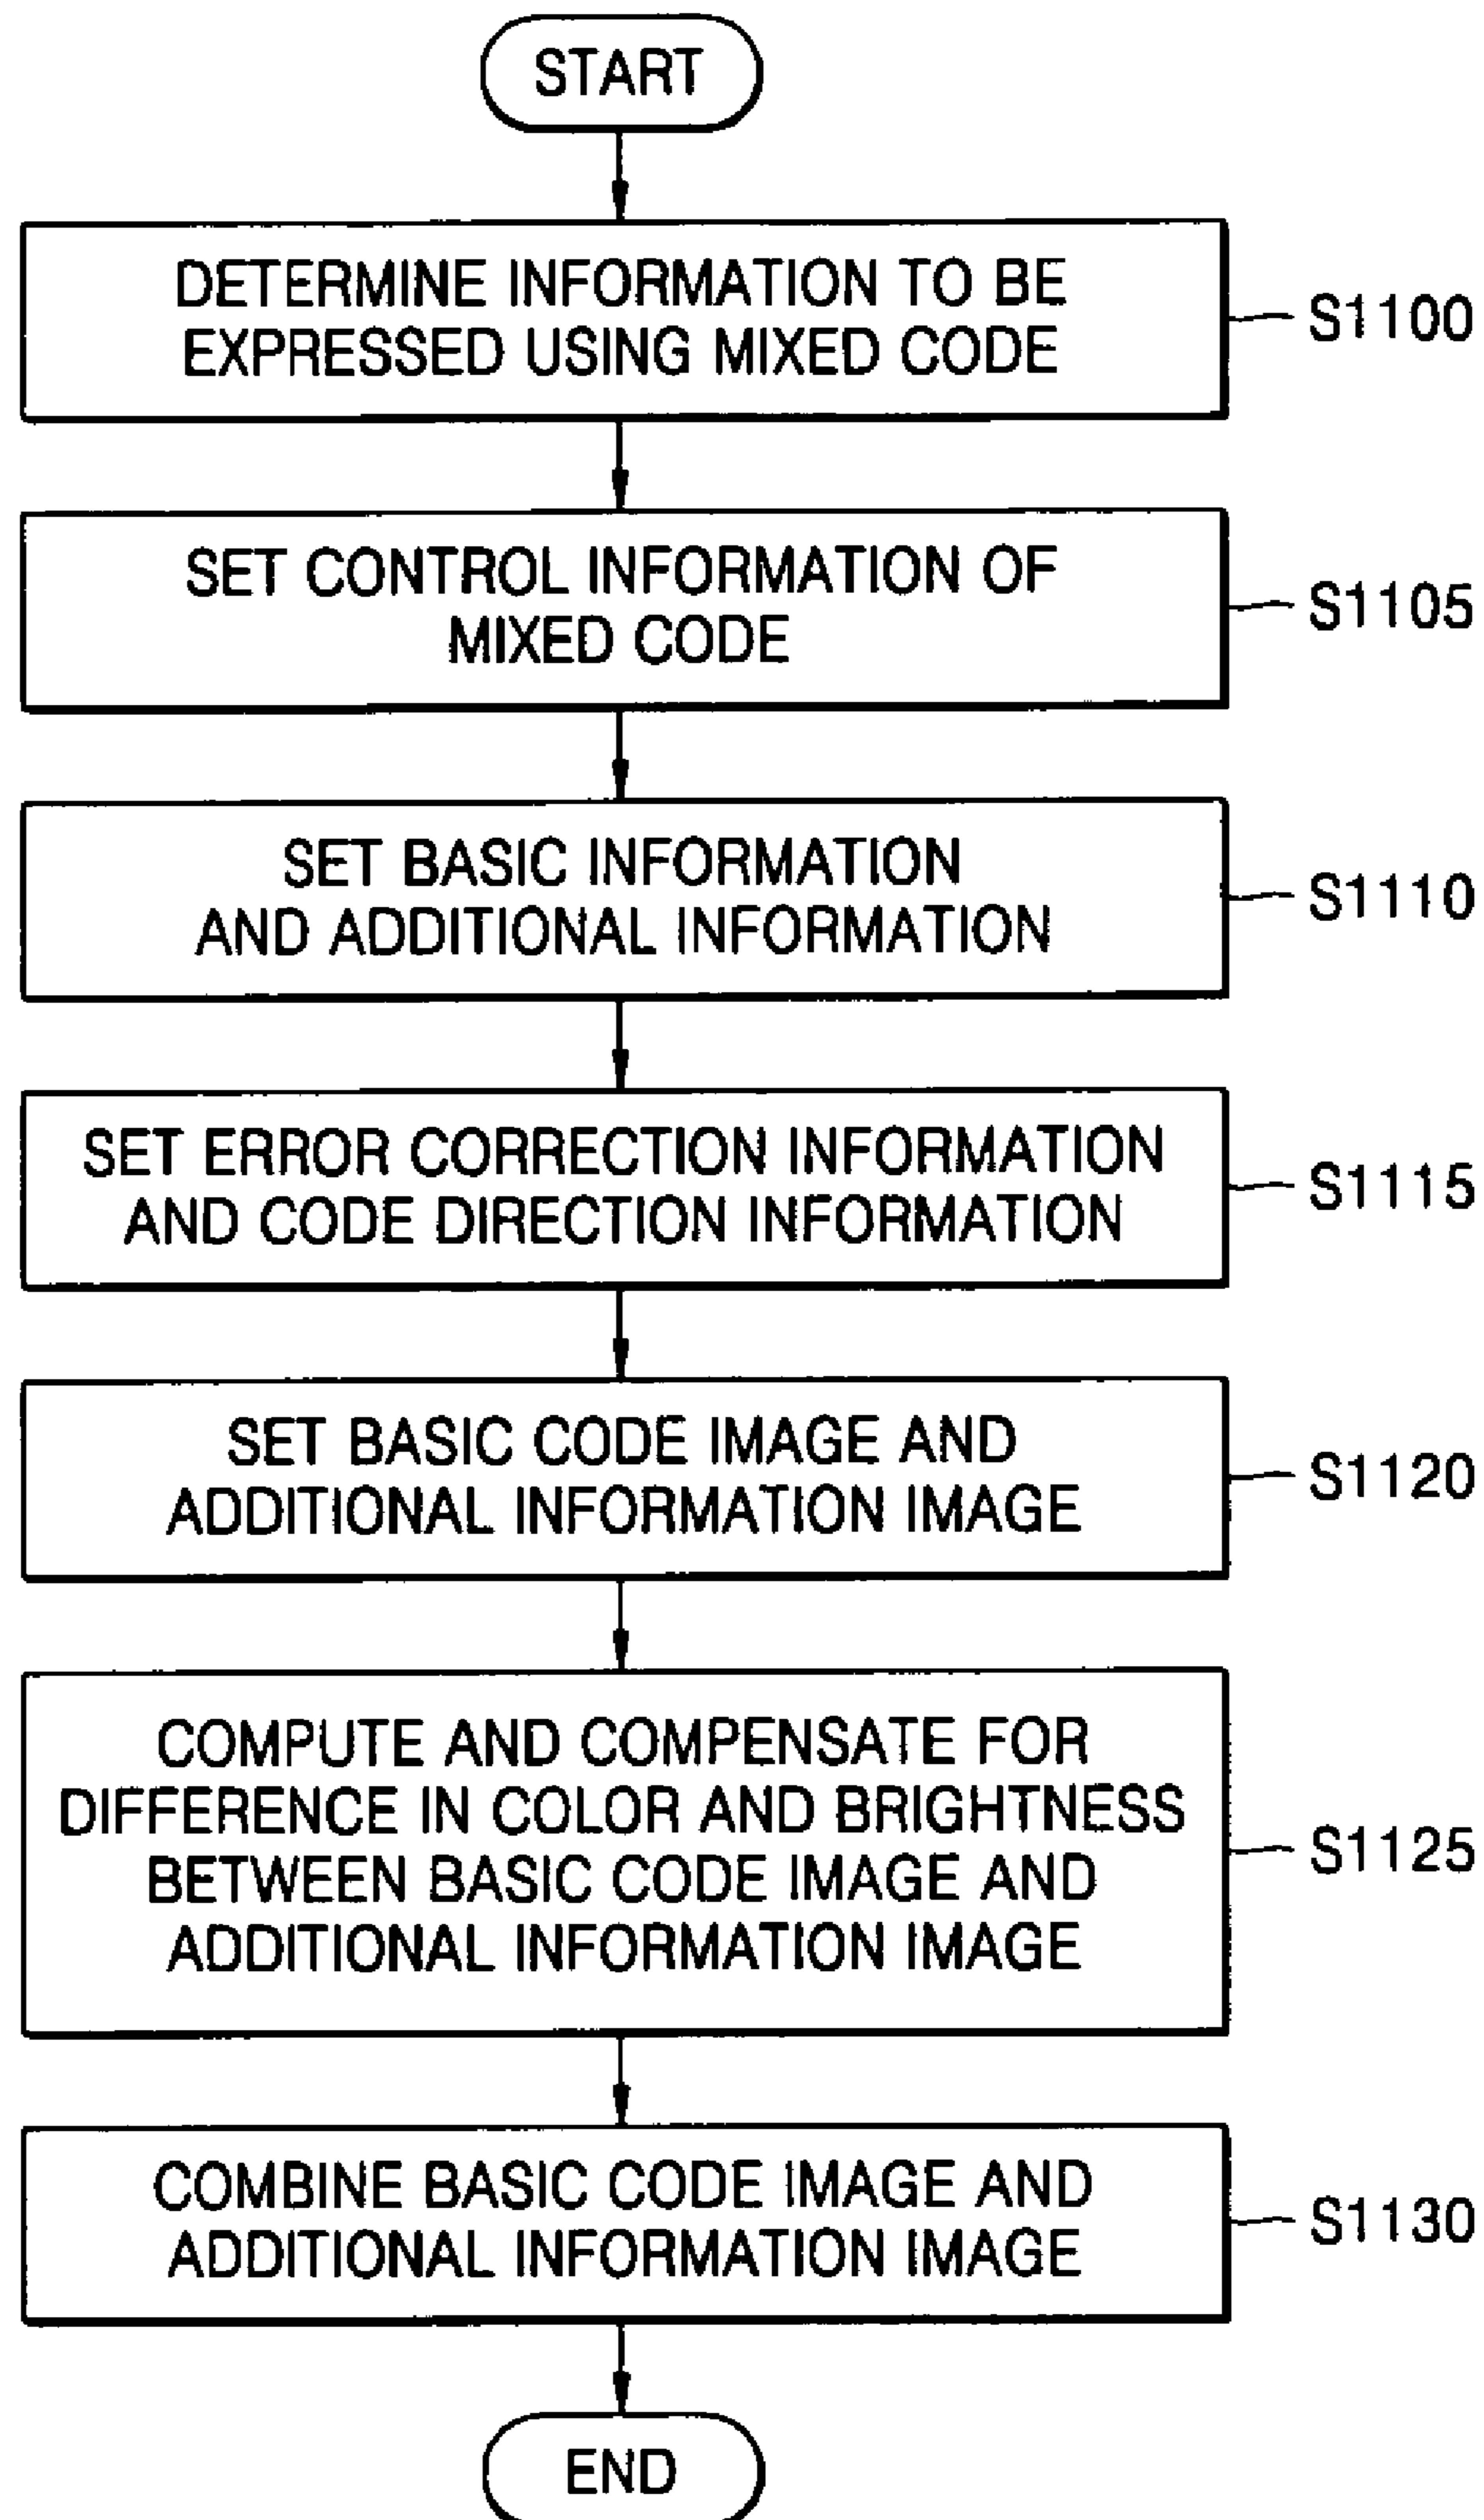 START
DETERMINE INFORMATION TO BE
EXPRESSED USING MIXED CODE
S1100
SET CONTROL INFORMATION OF
MIXED CODE
S1105
SET BASIC INFORMATION
AND ADDITIONAL INFORMATION
S1110
SET ERROR CORRECTION INFORMATION
AND CODE DIRECTION INFORMATION
S1115
SET BASIC CODE IMAGE AND
ADDITIONAL INFORMATION IMAGE
S1120
COMPUTE AND COMPENSATE FOR
DIFFERENCE IN COLOR AND BRIGHTNESS
BETWEEN BASIC CODE IMAGE AND
ADDITIONAL INFORMATION IMAGE
S1125
COMBINE BASIC CODE IMAGE AND
ADDITIONAL INFORMATION IMAGE
S1130
END